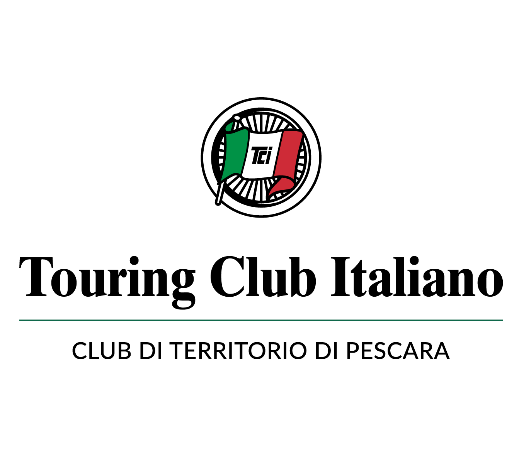 TCi
Touring Club Italiano
CLUB DI TERRITORIO DI PESCARA